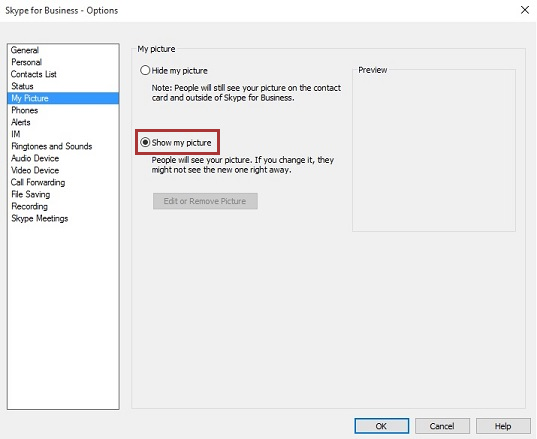 Skype for Business - Options
General
Personal
Contacts List
Status
My Picture
Phones
Alerts
IM
Ringtones and Sounds
Audio Device
Video Device
Call Forwarding
File Saving
Recording
Skype Meetings
My picture
Hide my picture
Note: People will still see your picture on the contact
card and outside of Skype for Business.
Show my picture
People will see your picture. If you change it, they
might not see the new one right away.
Edit or Remove Picture
Preview
OK
Cancel
Help